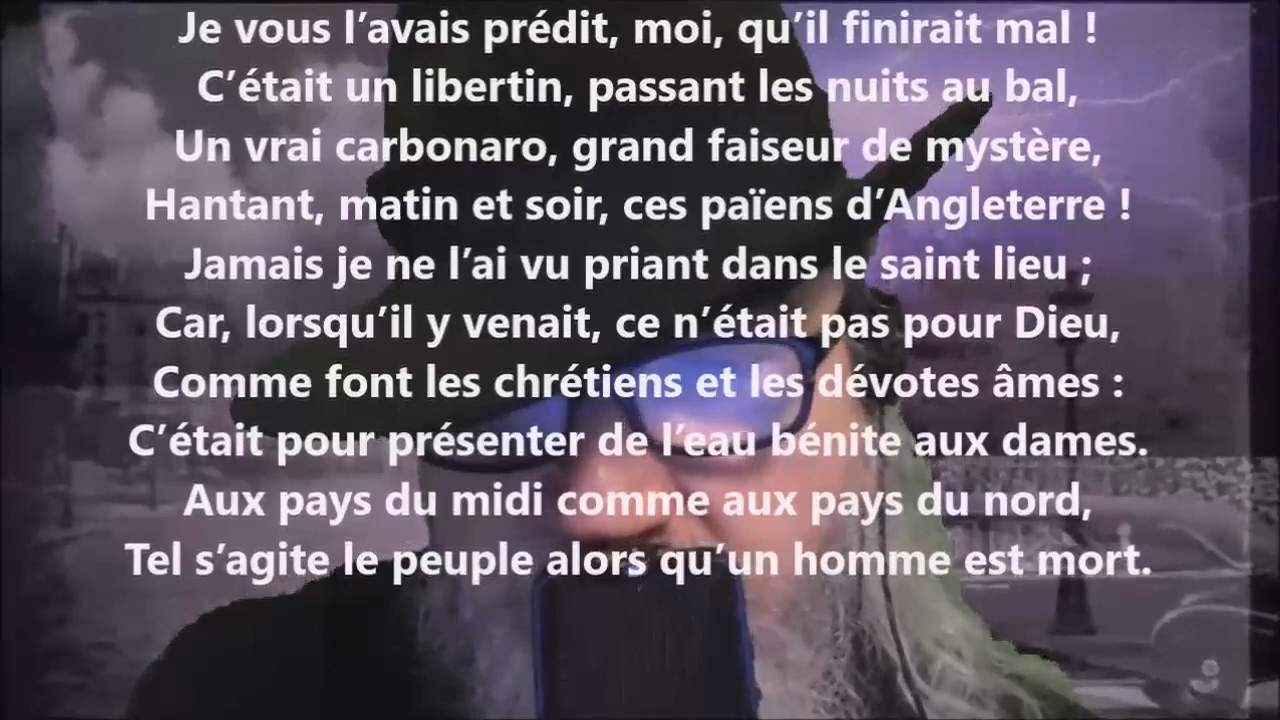 Je vous l’avais prédit, moi, qu’il finirait mal !
C’était un libertin, passant les nuits au bal,
Un vrai carbonaro, grand faiseur de mystère,
Hantant, matin et soir, ces païens d’Angleterre !
Jamais je ne l’ai vu priant dans le saint lieu ;
Car, lorsqu’il y venait, ce n’était pas pour Dieu,
Comme font les chrétiens et les dévotes âmes :
C’était pour présenter de l’eau bénite aux dames.
Aux pays du midi comme aux pays du nord,
Tel s’agite le peuple alors qu’un homme est mort.